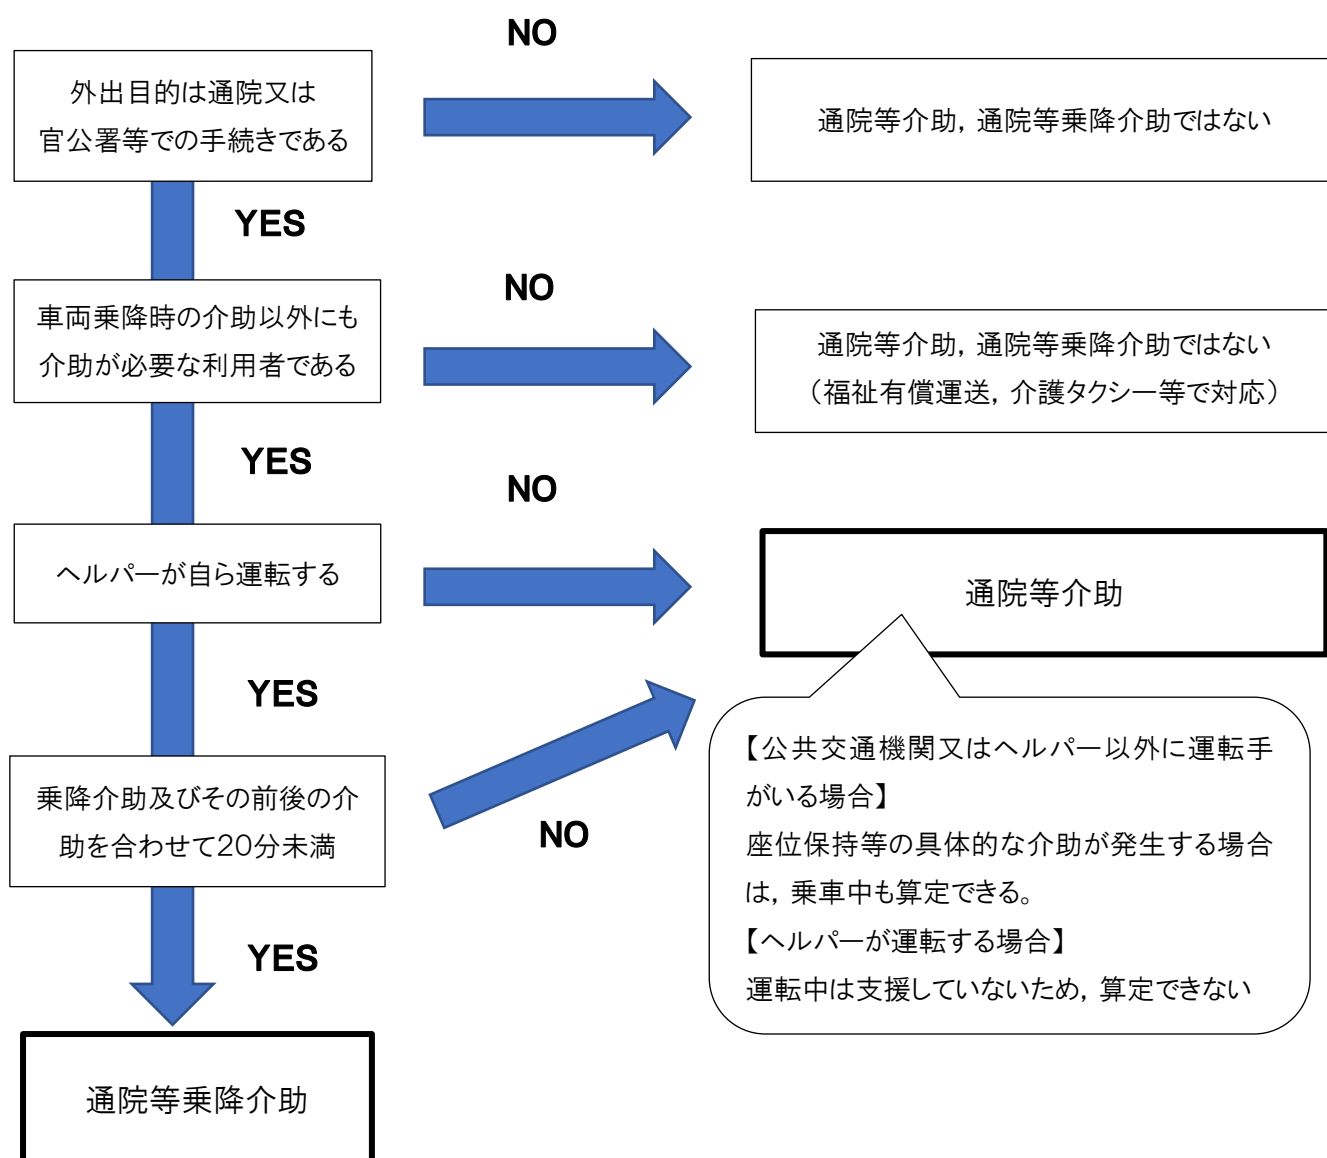 NO
外出目的は通院又は
官公署等での手続きである
通院等介助，通院等乗降介助ではない
YES
NO
車両乗降時の介助以外にも
介助が必要な利用者である
通院等介助，通院等乗降介助ではない
（福祉有償運送，介護タクシー等で対応）
YES
NO
ヘルパーが自ら運転する
通院等介助
YES
乗降介助及びその前後の介
助を合わせて20分未満
NO
【公共交通機関又はヘルパー以外に運転手
がいる場合】
座位保持等の具体的な介助が発生する場合
は，乗車中も算定できる。
【ヘルパーが運転する場合】
運転中は支援していないため，算定できない
YES
通院等乗降介助